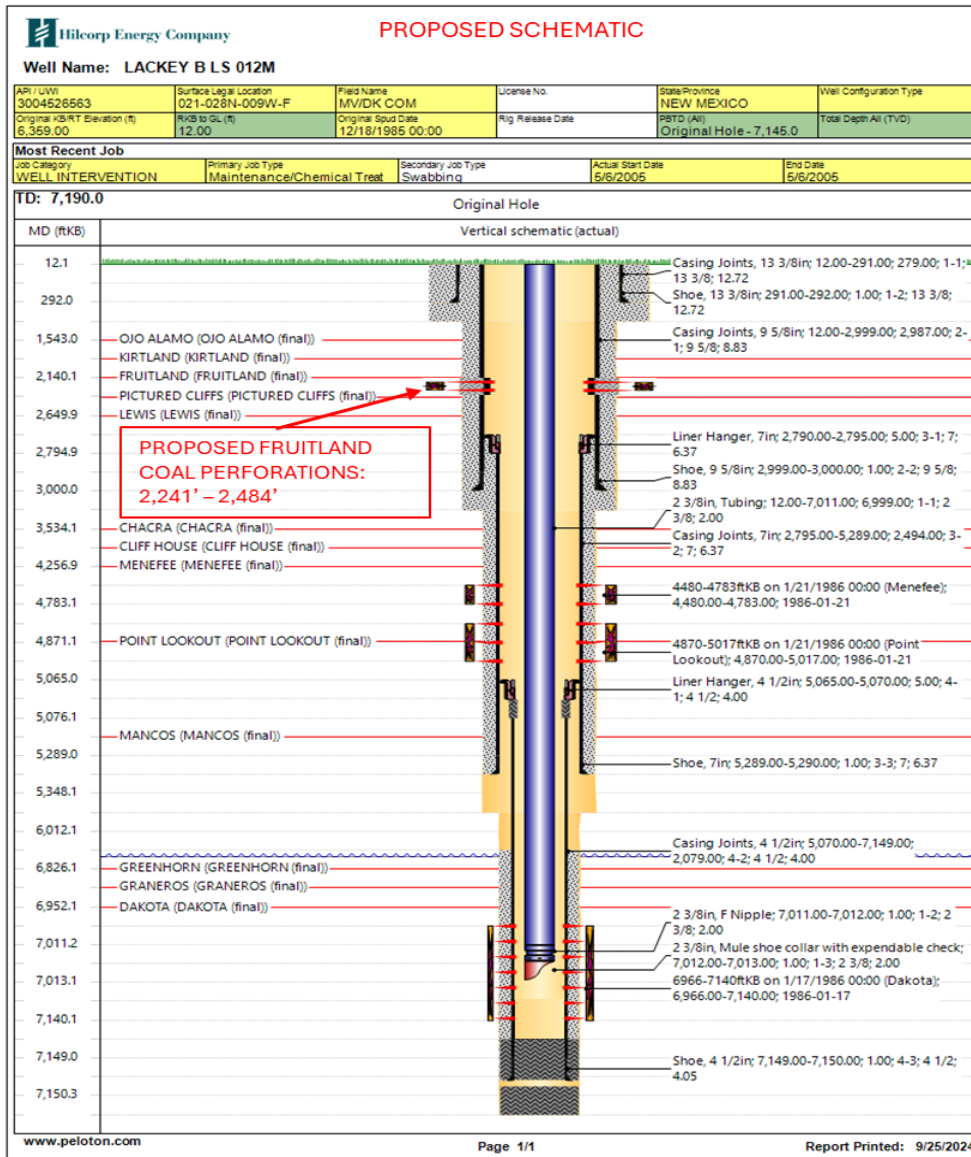 Hilcorp Energy Company
PROPOSED SCHEMATIC
Well Name: LACKEY B LS 012M
API / UWI
3004526563
Surface Legal Location
021-028N-009W-F
Field Name
MV/DK COM
License No.
State/Province
NEW MEXICO
Well Configuration Type
Original KB/RT Elevation (ft)
6,359.00
RKB to GL (ft)
12.00
Original Spud Date
12/18/1985 00:00
Rig Release Date
PBTD (All)
Original Hole - 7,145.0
Total Depth All (TVD)
Most Recent Job
Job Category
WELL INTERVENTION
Primary Job Type
Maintenance/Chemical Treat
Secondary Job Type
Swabbing
Actual Start Date
5/6/2005
End Date
5/6/2005
TD: 7,190.0
Original Hole
MD (ftKB)
Vertical schematic (actual)
12.1
Casing Joints, 13 3/8in; 12.00-291.00; 279.00; 1-1;
13 3/8; 12.72
292.0
Shoe, 13 3/8in; 291.00-292.00; 1.00; 1-2; 13 3/8;
12.72
1,543.0
OJO ALAMO (OJO ALAMO (final))
Casing Joints, 9 5/8in; 12.00-2,999.00; 2,987.00; 2-
1; 9 5/8; 8.83
KIRTLAND (KIRTLAND (final))
2,140.1
FRUITLAND (FRUITLAND (final))
PICTURED CLIFFS (PICTURED CLIFFS (final))
2,649.9
LEWIS (LEWIS (final))
PROPOSED FRUITLAND
COAL PERFORATIONS:
2,241' – 2,484'
2,794.9
Liner Hanger, 7in; 2,790.00-2,795.00; 5.00; 3-1; 7;
6.37
3,000.0
Shoe, 9 5/8in; 2,999.00-3,000.00; 1.00; 2-2; 9 5/8;
8.83
2 3/8in, Tubing; 12.00-7,011.00; 6,999.00; 1-1; 2
3/8; 2.00
3,534.1
CHACRA (CHACRA (final))
Casing Joints, 7in; 2,795.00-5,289.00; 2,494.00; 3-
2; 7; 6.37
CLIFF HOUSE (CLIFF HOUSE (final))
4,256.9
MENEFEE (MENEFEE (final))
4,783.1
4480-4783ftKB on 1/21/1986 00:00 (Menefee);
4,480.00-4,783.00; 1986-01-21
4,871.1
POINT LOOKOUT (POINT LOOKOUT (final))
4870-5017ftKB on 1/21/1986 00:00 (Point
Lookout); 4,870.00-5,017.00; 1986-01-21
5,065.0
Liner Hanger, 4 1/2in; 5,065.00-5,070.00; 5.00; 4-
1; 4 1/2; 4.00
5,076.1
MANCOS (MANCOS (final))
5,289.0
Shoe, 7in; 5,289.00-5,290.00; 1.00; 3-3; 7; 6.37
5,348.1
6,012.1
Casing Joints, 4 1/2in; 5,070.00-7,149.00;
2,079.00; 4-2; 4 1/2; 4.00
6,826.1
GREENHORN (GREENHORN (final))
GRANEROS (GRANEROS (final))
6,952.1
DAKOTA (DAKOTA (final))
2 3/8in, F Nipple; 7,011.00-7,012.00; 1.00; 1-2; 2
3/8; 2.00
7,011.2
2 3/8in, Mule shoe collar with expendable check;
7,012.00-7,013.00; 1.00; 1-3; 2 3/8; 2.00
7,013.1
6966-7140ftKB on 1/17/1986 00:00 (Dakota);
6,966.00-7,140.00; 1986-01-17
7,140.1
7,149.0
Shoe, 4 1/2in; 7,149.00-7,150.00; 1.00; 4-3; 4 1/2;
4.05
7,150.3
www.peloton.com
Page 1/1
Report Printed: 9/25/2024